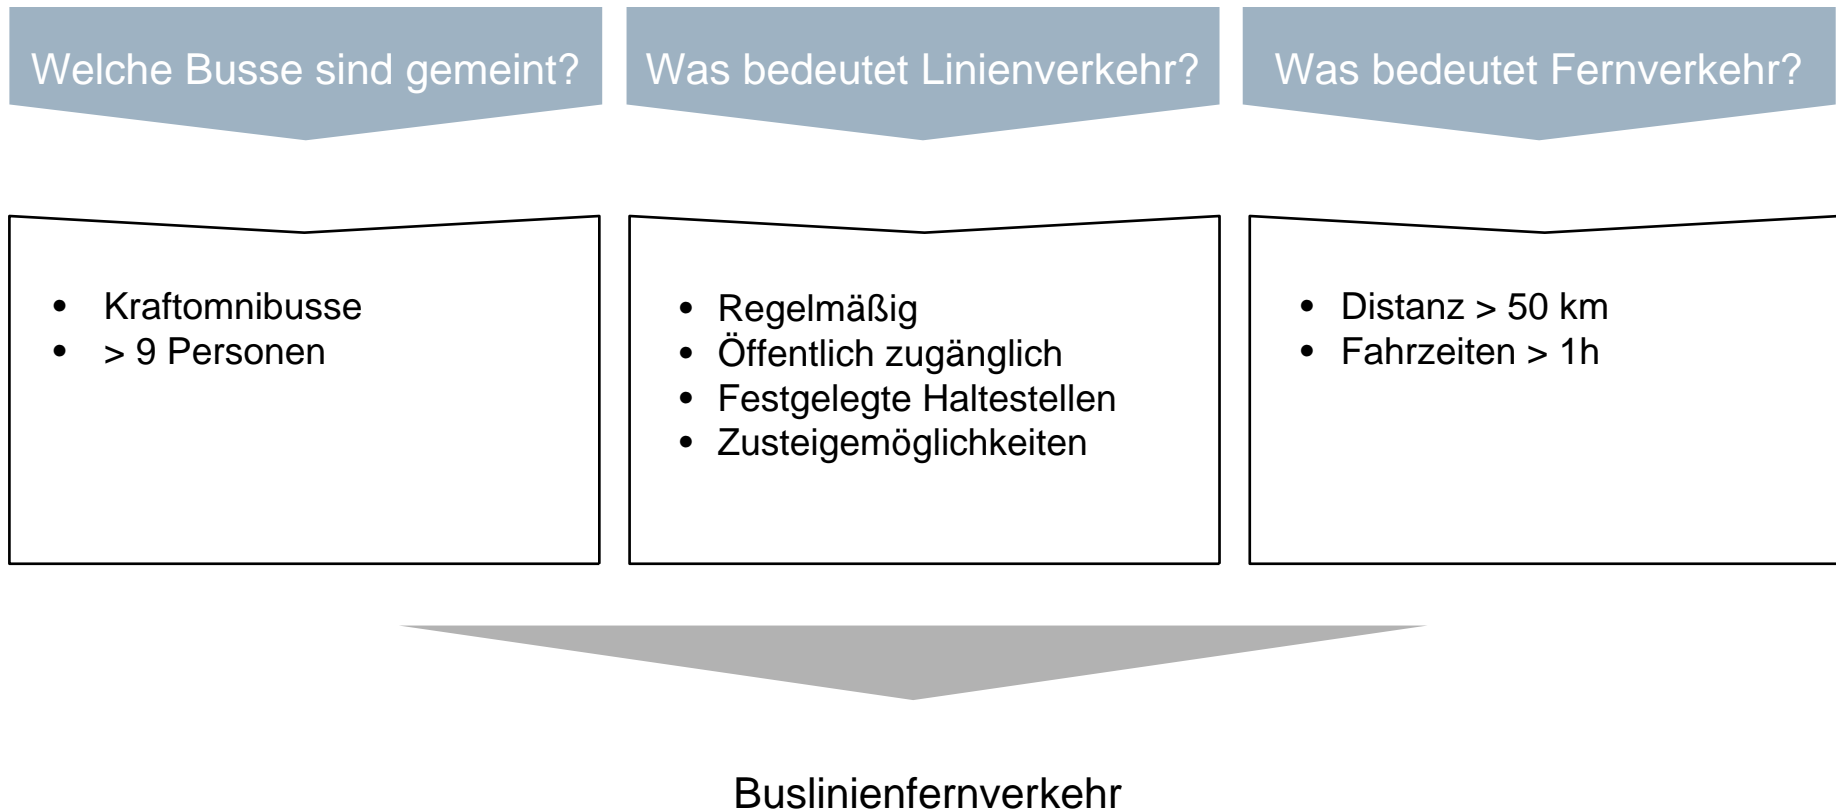 Welche Busse sind gemeint?
Was bedeutet Linienverkehr?
Was bedeutet Fernverkehr?
• Kraftomnibusse
• > 9 Personen
• Regelmäßig
• Öffentlich zugänglich
• Festgelegte Haltestellen
• Zusteigemöglichkeiten
• Distanz > 50 km
• Fahrzeiten > 1h
Buslinienfernverkehr